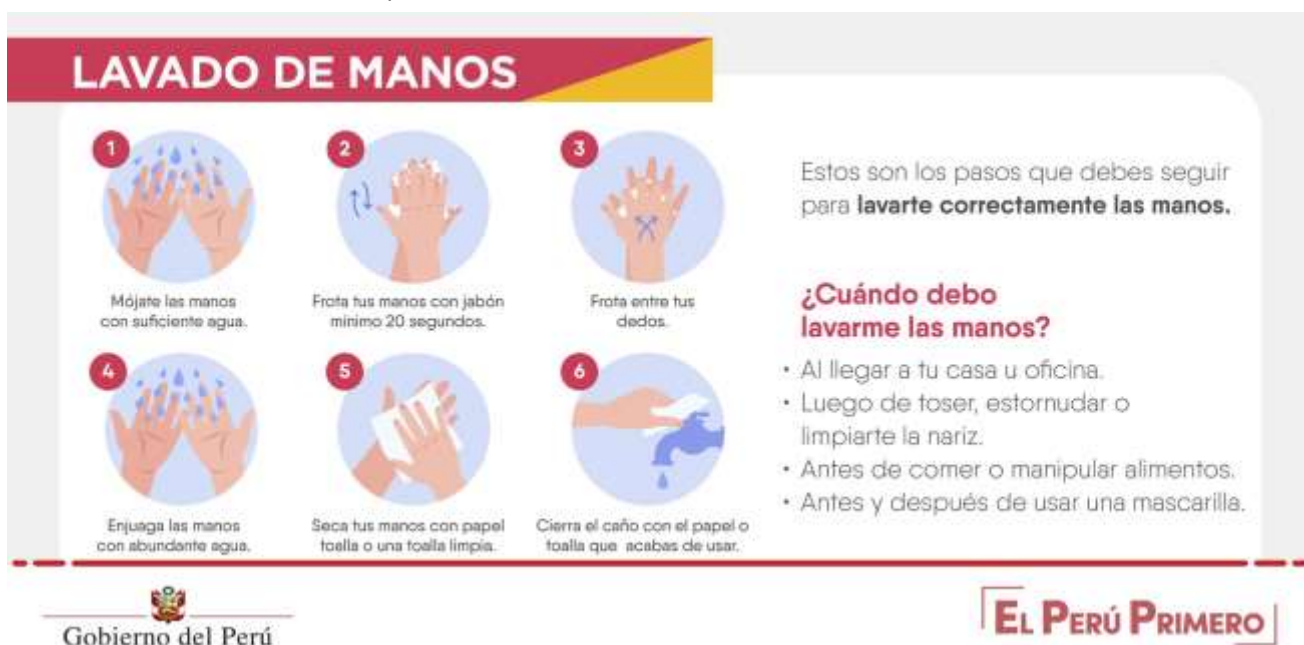 LAVADO DE MANOS
1
Mójate las manos
con suficiente agua.
2
Frota tus manos con jabón
mínimo 20 segundos.
3
Frota entre tus
dedos.
4
Enjuaga las manos
con abundante agua.
5
Seca tus manos con papel
toalla o una toalla limpia.
6
Cierra el caño con el papel o
toalla que acabas de usar.
Estos son los pasos que debes seguir
para lavarte correctamente las manos.
¿Cuándo debo
lavarme las manos?
• Al llegar a tu casa u oficina.
• Luego de toser, estornudar o
limpiarte la nariz.
• Antes de comer o manipular alimentos.
• Antes y después de usar una mascarilla.
Gobierno del Perú
EL PERÚ PRIMERO